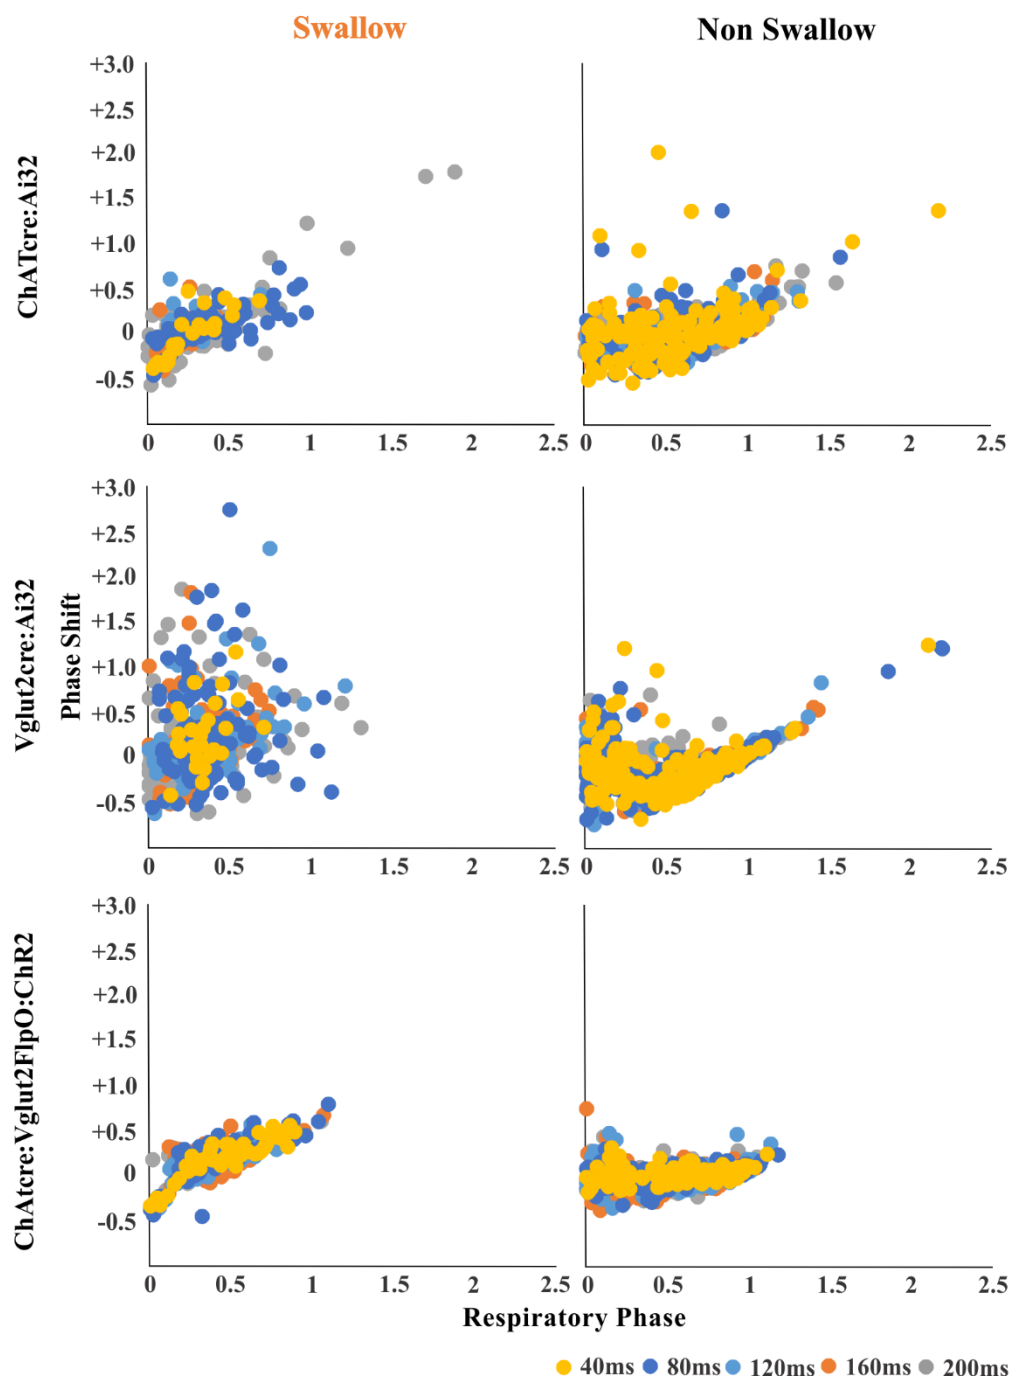 Swallow
Non Swallow
ChATcre:Ai32
+3.0
+2.5
+2.0
+1.5
+1.0
+0.5
0
-0.5
0 0.5 1 1.5 2 2.5
0 0.5 1 1.5 2 2.5
Vglut2cre:Ai32
Phase Shift
+3.0
+2.5
+2.0
+1.5
+1.0
+0.5
0
-0.5
0 0.5 1 1.5 2 2.5
0 0.5 1 1.5 2 2.5
ChAtcre:Vglut2FlpO:ChR2
+3.0
+2.5
+2.0
+1.5
+1.0
+0.5
0
-0.5
0 0.5 1 1.5 2 2.5
0 0.5 1 1.5 2 2.5
Respiratory Phase
40ms 80ms 120ms 160ms 200ms